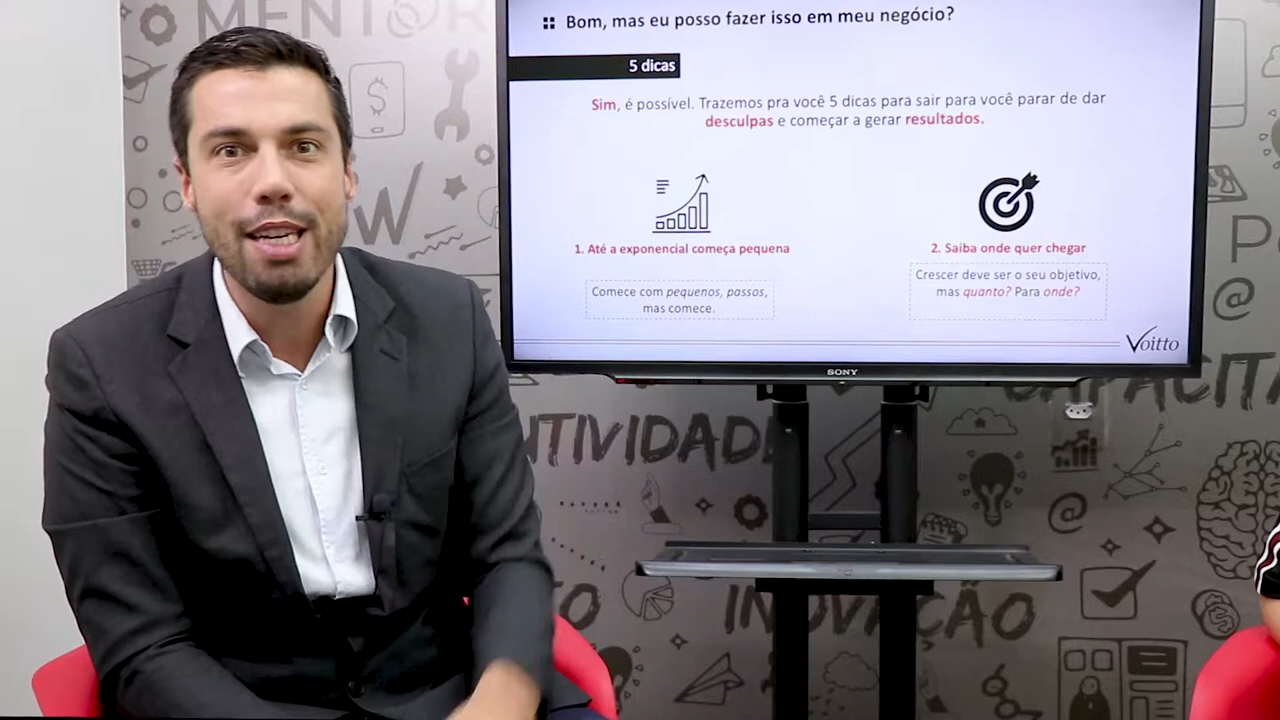 MENTOR
Bom, mas eu posso fazer isso em meu negócio?
5 dicas
Sim, é possível. Trazemos pra você 5 dicas para sair para você parar de dar
desculpas e começar a gerar resultados.
1. Até a exponencial começa pequena
2. Saiba onde quer chegar
Comece com pequenos, passos,
mas comece.
Crescer deve ser o seu objetivo,
mas quanto? Para onde?
Voitto
SONY
W
$
@
CAPACITA
UTIVIDAD
@
INOVAÇÃO